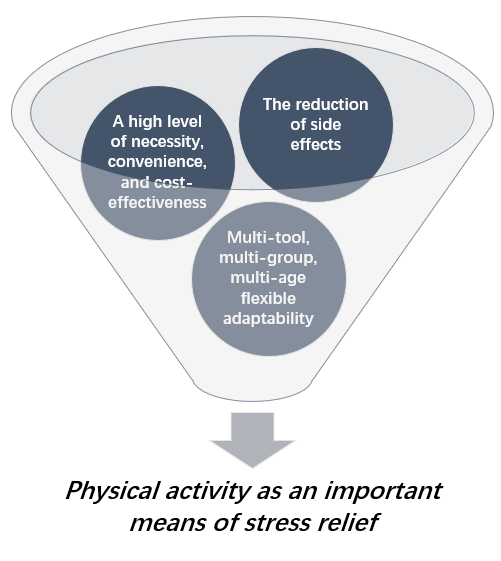 A high level
of necessity,
convenience,
and cost-
effectiveness
The reduction
of side
effects
Multi-tool,
multi-group,
multi-age
flexible
adaptability
Physical activity as an important
means of stress relief